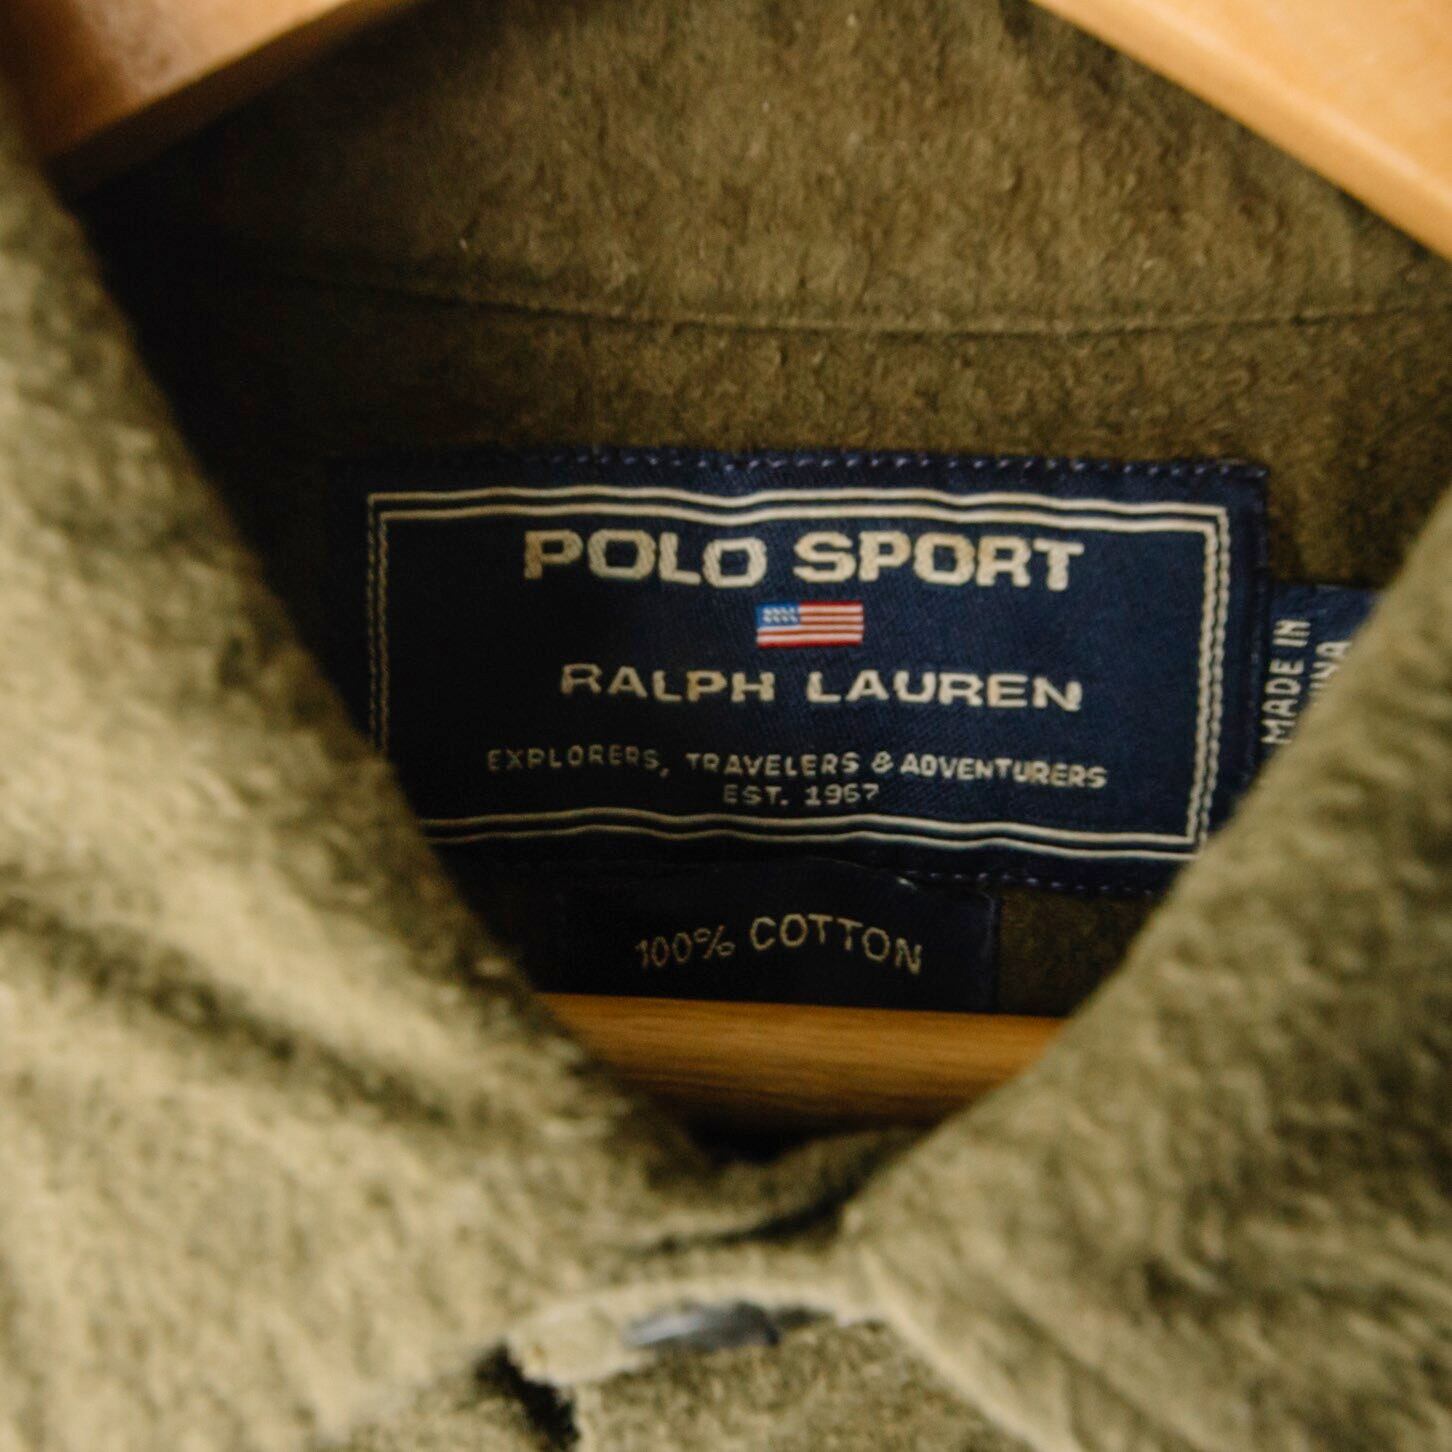 POLO SPORT
RALPH LAUREN
EXPLORERS, TRAVELERS & ADVENTURERS
EST. 1967
100% COTTON
MADE IN